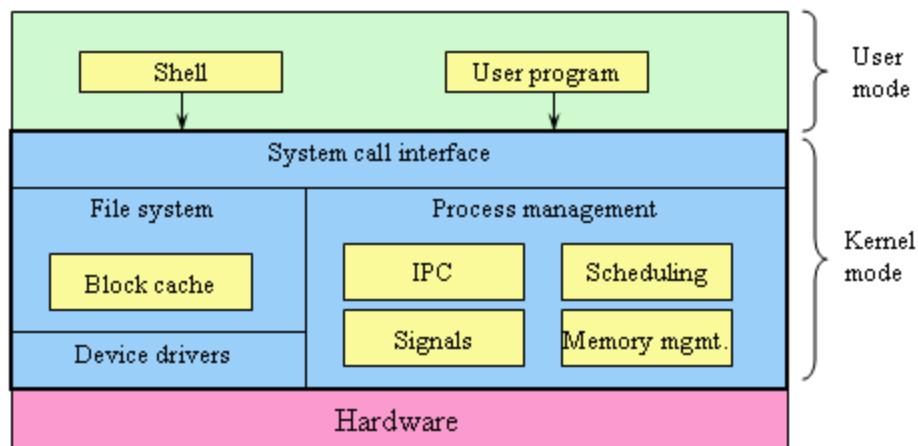 Shell
User program
User
mode
System call interface
File system
Process management
Block cache
IPC
Scheduling
Signals
Memory mgmt.
Device drivers
Kernel
mode
Hardware